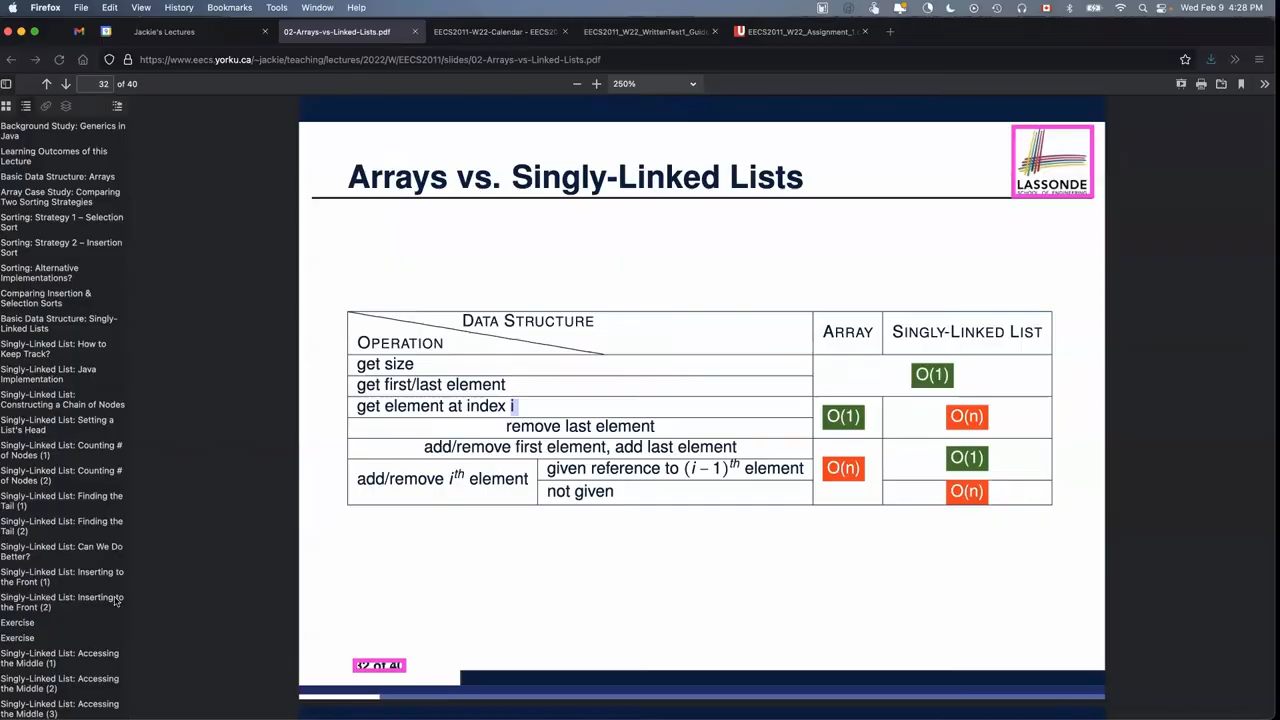 Firefox File Edit View History Bookmarks Tools Window Help Wed Feb 9 4:28 PM
Jackie's Lectures 02-Arrays-vs-Linked-Lists.pdf EECS2011-W22-Calendar - EECS20 EECS2011_W22_WrittenTest1_Guid EECS2011_W22_Assignment_1.
https://www.eecs.yorku.ca/~jackie/teaching/lectures/2022/W/EECS2011/slides/02-Arrays-vs-Linked-Lists.pdf
32 of 40 250%
Background Study: Generics in
Java
Learning Outcomes of this
Lecture
Basic Data Structure: Arrays
Array Case Study: Comparing
Two Sorting Strategies
Sorting: Strategy 1 – Selection
Sort
Sorting: Strategy 2 – Insertion
Sort
Sorting: Alternative
Implementations?
Comparing Insertion &
Selection Sorts
Basic Data Structure: Singly-
Linked Lists
Singly-Linked List: How to
Keep Track?
Singly-Linked List: Java
Implementation
Singly-Linked List:
Constructing a Chain of Nodes
Singly-Linked List: Setting a
List's Head
Singly-Linked List: Counting #
of Nodes (1)
Singly-Linked List: Counting #
of Nodes (2)
Singly-Linked List: Finding the
Tail (1)
Singly-Linked List: Finding the
Tail (2)
Singly-Linked List: Can We Do
Better?
Singly-Linked List: Inserting to
the Front (1)
Singly-Linked List: Inserting to
the Front (2)
Exercise
Exercise
Singly-Linked List: Accessing
the Middle (1)
Singly-Linked List: Accessing
the Middle (2)
Singly-Linked List: Accessing
the Middle (3)
Arrays vs. Singly-Linked Lists
LASSONDE
SCHOOL OF ENGINEERING
DATA STRUCTURE
OPERATION
ARRAY SINGLY-LINKED LIST
get size
get first/last element
O(1)
get element at index i
O(1) O(n)
remove last element
add/remove first element, add last element
O(1)
add/remove ith element given reference to (i – 1)th element
O(n)
not given O(n)
32 of 40